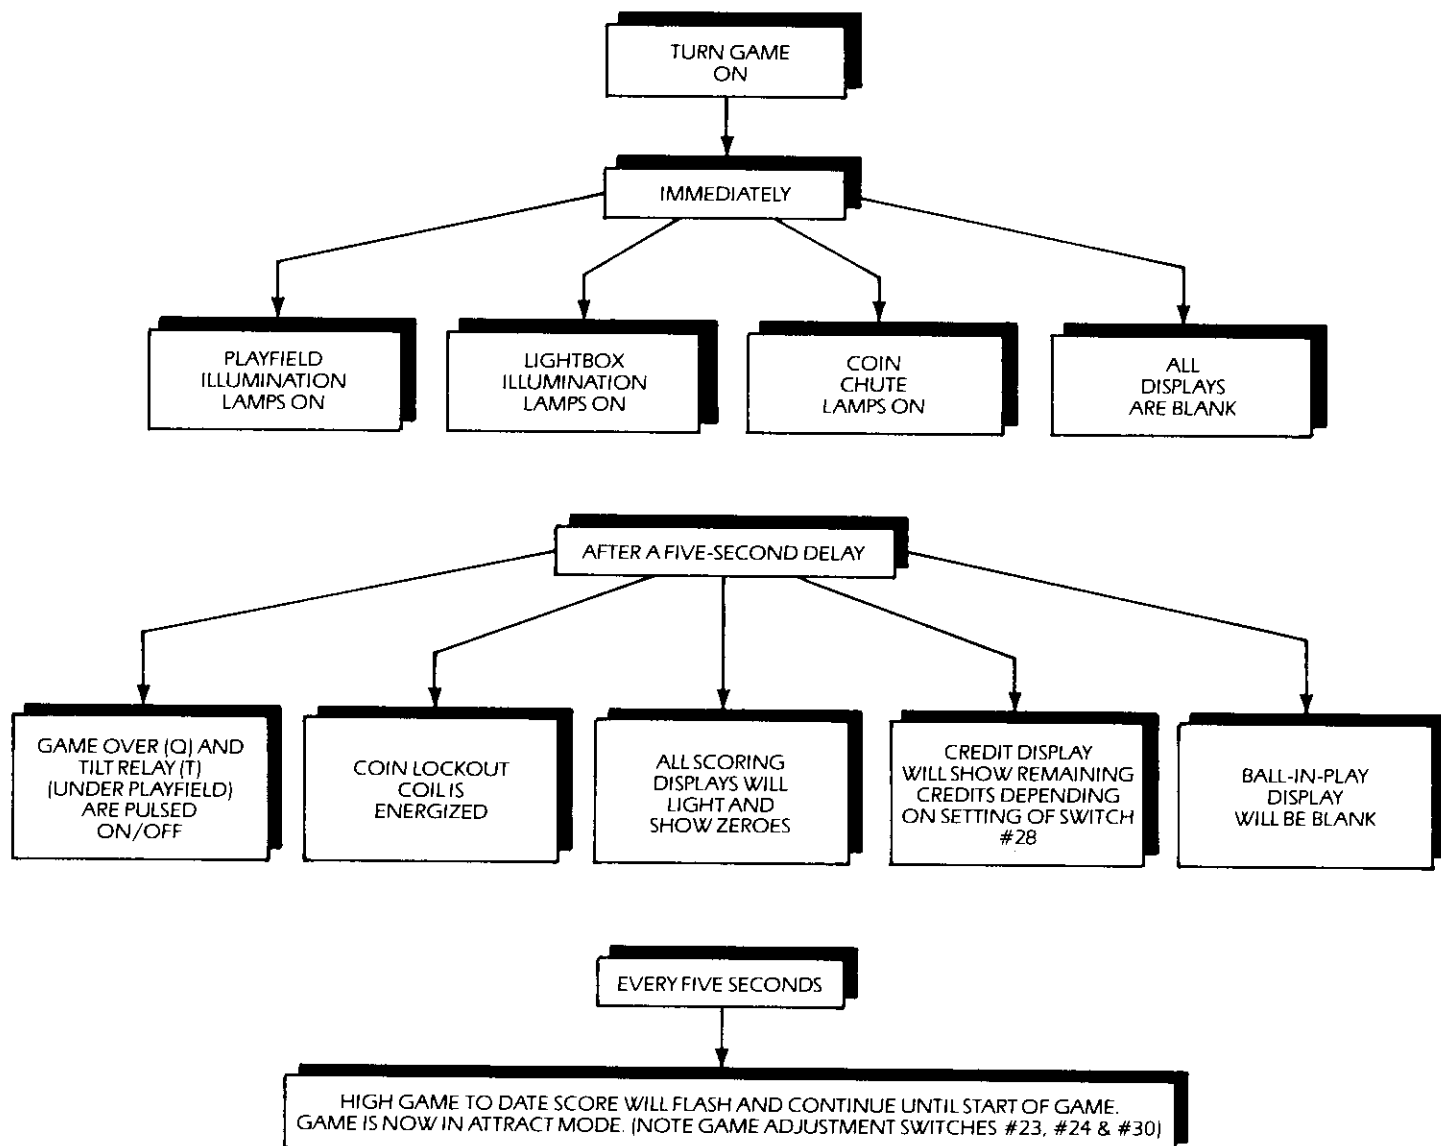 TURN GAME
ON
IMMEDIATELY
PLAYFIELD
ILLUMINATION
LAMPS ON
LIGHTBOX
ILLUMINATION
LAMPS ON
COIN
CHUTE
LAMPS ON
ALL
DISPLAYS
ARE BLANK
AFTER A FIVE-SECOND DELAY
GAME OVER (Q) AND
TILT RELAY (T)
(UNDER PLAYFIELD)
ARE PULSED
ON/OFF
COIN LOCKOUT
COIL IS
ENERGIZED
ALL SCORING
DISPLAYS WILL
LIGHT AND
SHOW ZEROES
CREDIT DISPLAY
WILL SHOW REMAINING
CREDITS DEPENDING
ON SETTING OF SWITCH
#28
BALL-IN-PLAY
DISPLAY
WILL BE BLANK
EVERY FIVE SECONDS
HIGH GAME TO DATE SCORE WILL FLASH AND CONTINUE UNTIL START OF GAME.
GAME IS NOW IN ATTRACT MODE. (NOTE GAME ADJUSTMENT SWITCHES #23, #24 & #30)